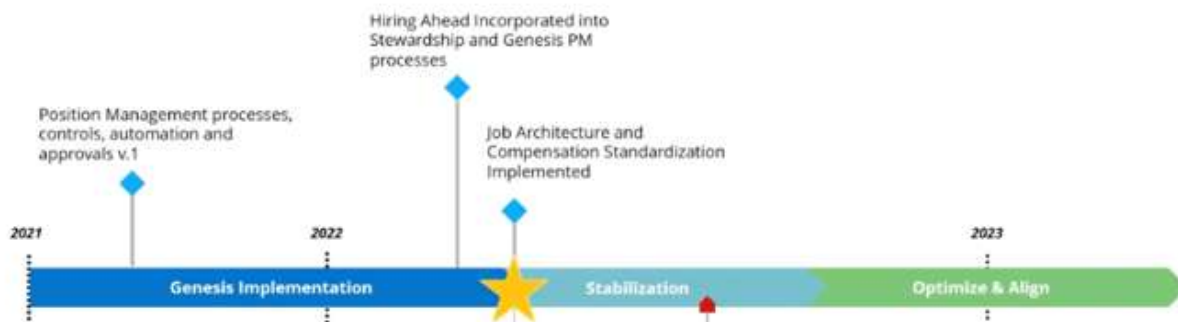 Hiring Ahead Incorporated into
Stewardship and Genesis PM
processes
Position Management processes,
controls, automation and
approvals v.1
Job Architecture and
Compensation Standardization
Implemented
2021
2022
2023
Genesis Implementation
Stabilization
Optimize & Align